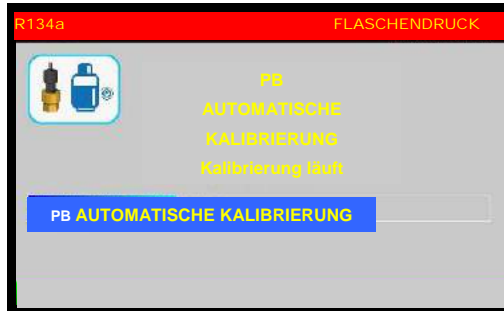 R134a FLASCHENDRUCK
PB
AUTOMATISCHE
KALIBRIERUNG
Kalibrierung läuft
PB AUTOMATISCHE KALIBRIERUNG